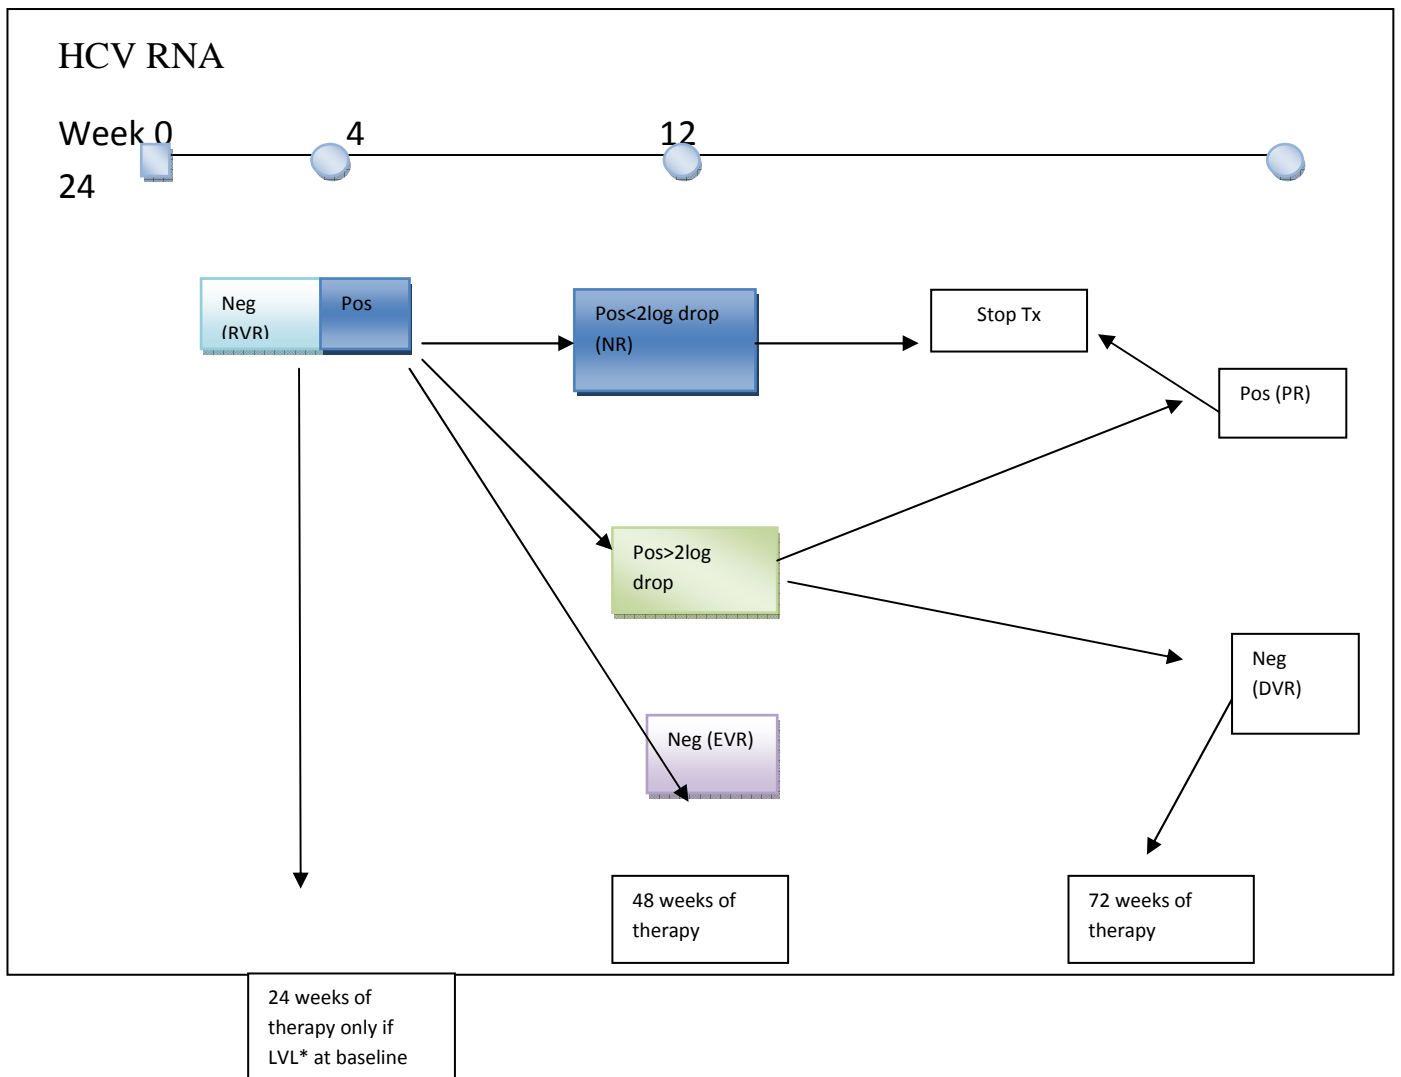 HCV RNA
Week 0 4 12
24
Neg
(RVR)
Pos
Pos<2log drop
(NR)
Stop Tx
Pos (PR)
Pos>2log
drop
Neg
(DVR)
Neg (EVR)
48 weeks of
therapy
72 weeks of
therapy
24 weeks of
therapy only if
LVL* at baseline